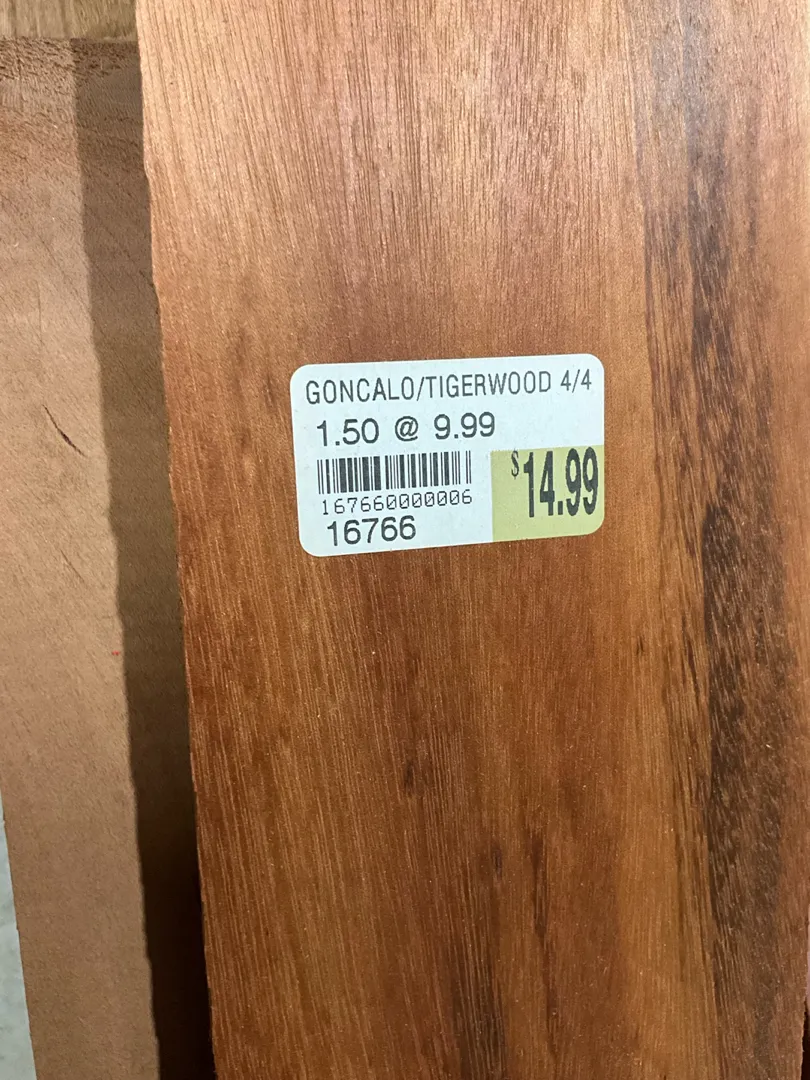 GONCALO/TIGERWOOD 4/4
1.50 @ 9.99
$14.99
167660000006
16766